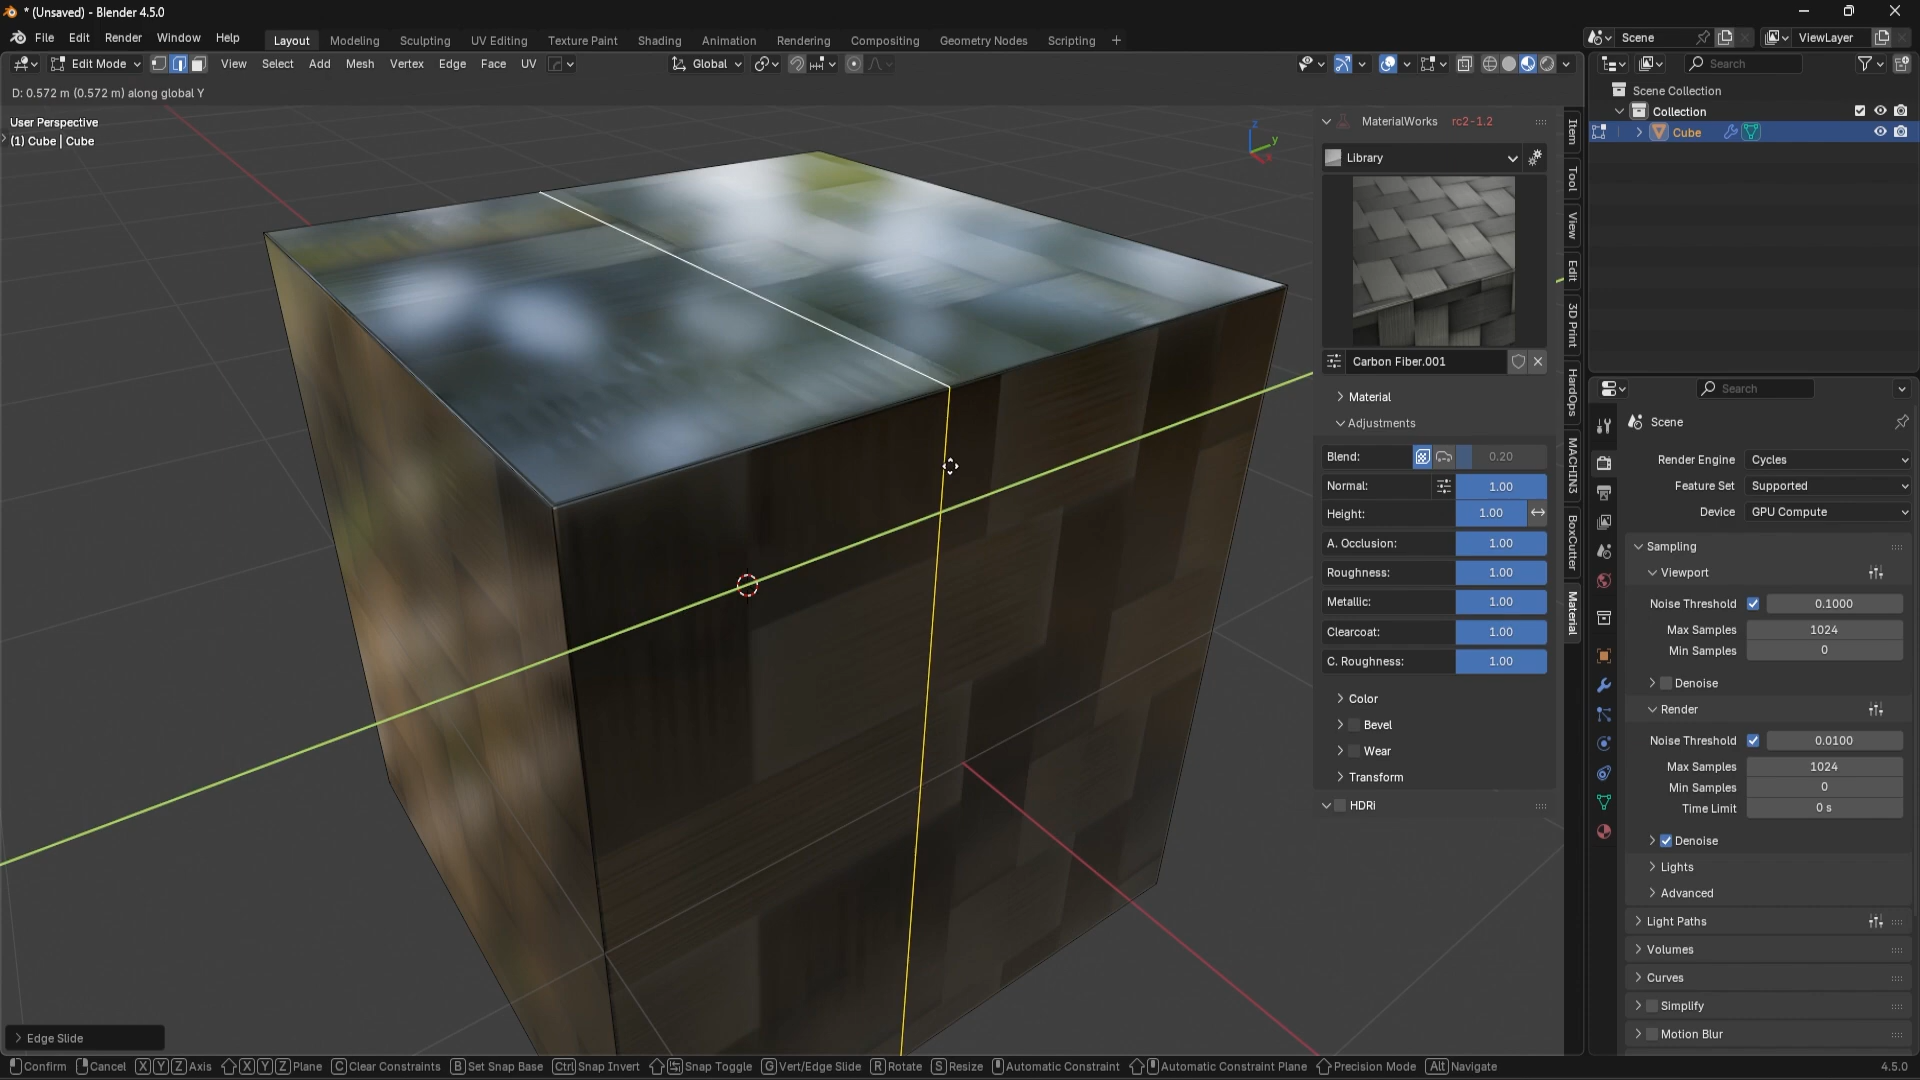 * (Unsaved) - Blender 4.5.0
File Edit Render Window Help Layout Modeling Sculpting UV Editing Texture Paint Shading Animation Rendering Compositing Geometry Nodes Scripting + Scene ViewLayer
Edit Mode View Select Add Mesh Vertex Edge Face UV Global Search
D: 0.572 m (0.572 m) along global Y
User Perspective
(1) Cube | Cube
z
y
x
MaterialWorks rc2-1.2
Library
Carbon Fiber.001
Material
Adjustments
Blend: 0.20
Normal: 1.00
Height: 1.00
A. Occlusion: 1.00
Roughness: 1.00
Metallic: 1.00
Clearcoat: 1.00
C. Roughness: 1.00
Color
Bevel
Wear
Transform
HDRi
Item
Tool
View
Edit
3D Print
HardOps
MACHIN3
BoxCutter
Material
Scene Collection
Collection
Cube
Search
Scene
Render Engine Cycles
Feature Set Supported
Device GPU Compute
Sampling
Viewport
Noise Threshold 0.1000
Max Samples 1024
Min Samples 0
Denoise
Render
Noise Threshold 0.0100
Max Samples 1024
Min Samples 0
Time Limit 0 s
Denoise
Lights
Advanced
Light Paths
Volumes
Curves
Simplify
Motion Blur
Edge Slide
Confirm Cancel X Y Z Axis X Y Z Plane C Clear Constraints B Set Snap Base Ctrl Snap Invert Snap Toggle G Vert/Edge Slide R Rotate S Resize Automatic Constraint Automatic Constraint Plane Precision Mode Alt Navigate 4.5.0